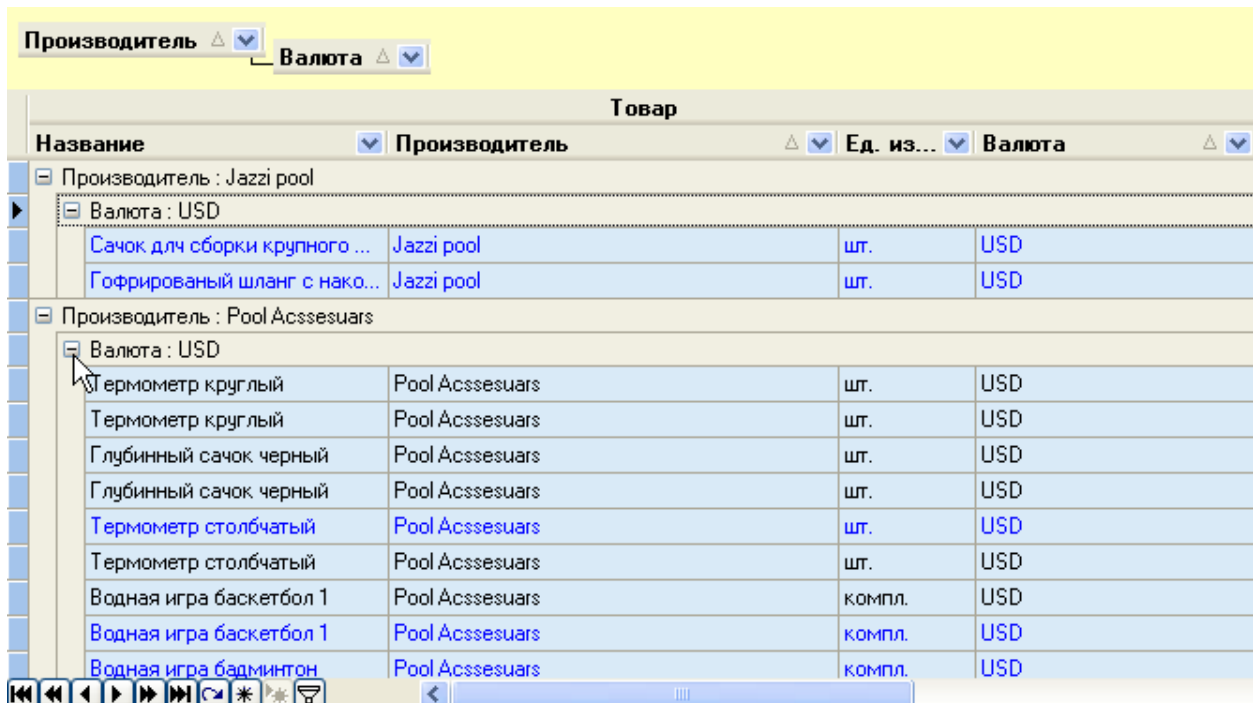 Производитель
Валюта
Товар
Название Производитель Ед. из... Валюта
Производитель : Jazzi pool
Валюта : USD
Сачок длч сборки крупного ... Jazzi pool шт. USD
Гофрированый шланг с нако... Jazzi pool шт. USD
Производитель : Pool Acssesuars
Валюта : USD
Термометр круглый Pool Acssesuars шт. USD
Термометр круглый Pool Acssesuars шт. USD
Глубинный сачок черный Pool Acssesuars шт. USD
Глубинный сачок черный Pool Acssesuars шт. USD
Термометр столбчатый Pool Acssesuars шт. USD
Термометр столбчатый Pool Acssesuars шт. USD
Водная игра баскетбол 1 Pool Acssesuars компл. USD
Водная игра баскетбол 1 Pool Acssesuars компл. USD
Водная игра бадминтон Pool Acssesuars компл. USD